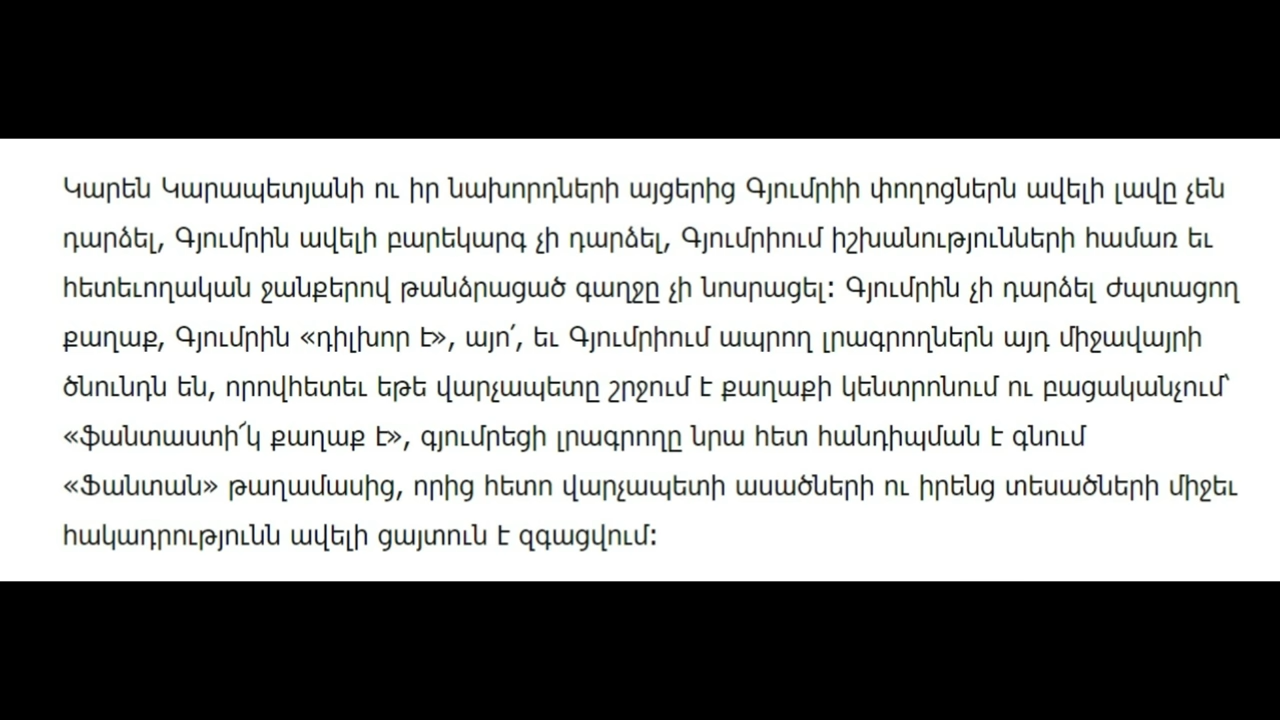 Կարեն Կարապետյանի ու իր նախորդների այցերից Գյումրիի փողոցներն ավելի լավը չեն
դարձել, Գյումրին ավելի բարեկարգ չի դարձել, Գյումրիում իշխանությունների համառ եւ
հետեւողական ջանքերով թանձրացած գաղջը չի նոսրացել: Գյումրին չի դարձել ժպտացող
քաղաք, Գյումրին «դիլխոր է», այո՛, եւ Գյումրիում ապրող լրագրողներն այդ միջավայրի
ծնունդն են, որովհետեւ եթե վարչապետը շրջում է քաղաքի կենտրոնում ու բացականչում՝
«ֆանտաստի՜կ քաղաք է», գյումրեցի լրագրողը նրա հետ հանդիպման է գնում
«Ֆանտան» թաղամասից, որից հետո վարչապետի ասածների ու իրենց տեսածների միջեւ
հակադրությունն ավելի ցայտուն է զգացվում: